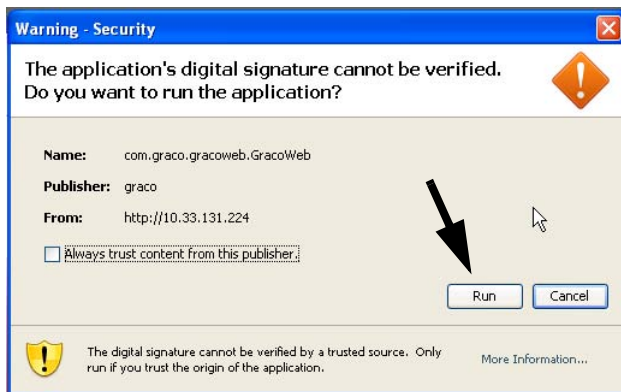 Warning - Security
The application's digital signature cannot be verified.
Do you want to run the application?
Name: com.graco.gracoweb.GracoWeb
Publisher: graco
From: http://10.33.131.224
Always trust content from this publisher.
Run Cancel
The digital signature cannot be verified by a trusted source. Only
run if you trust the origin of the application.
More Information...